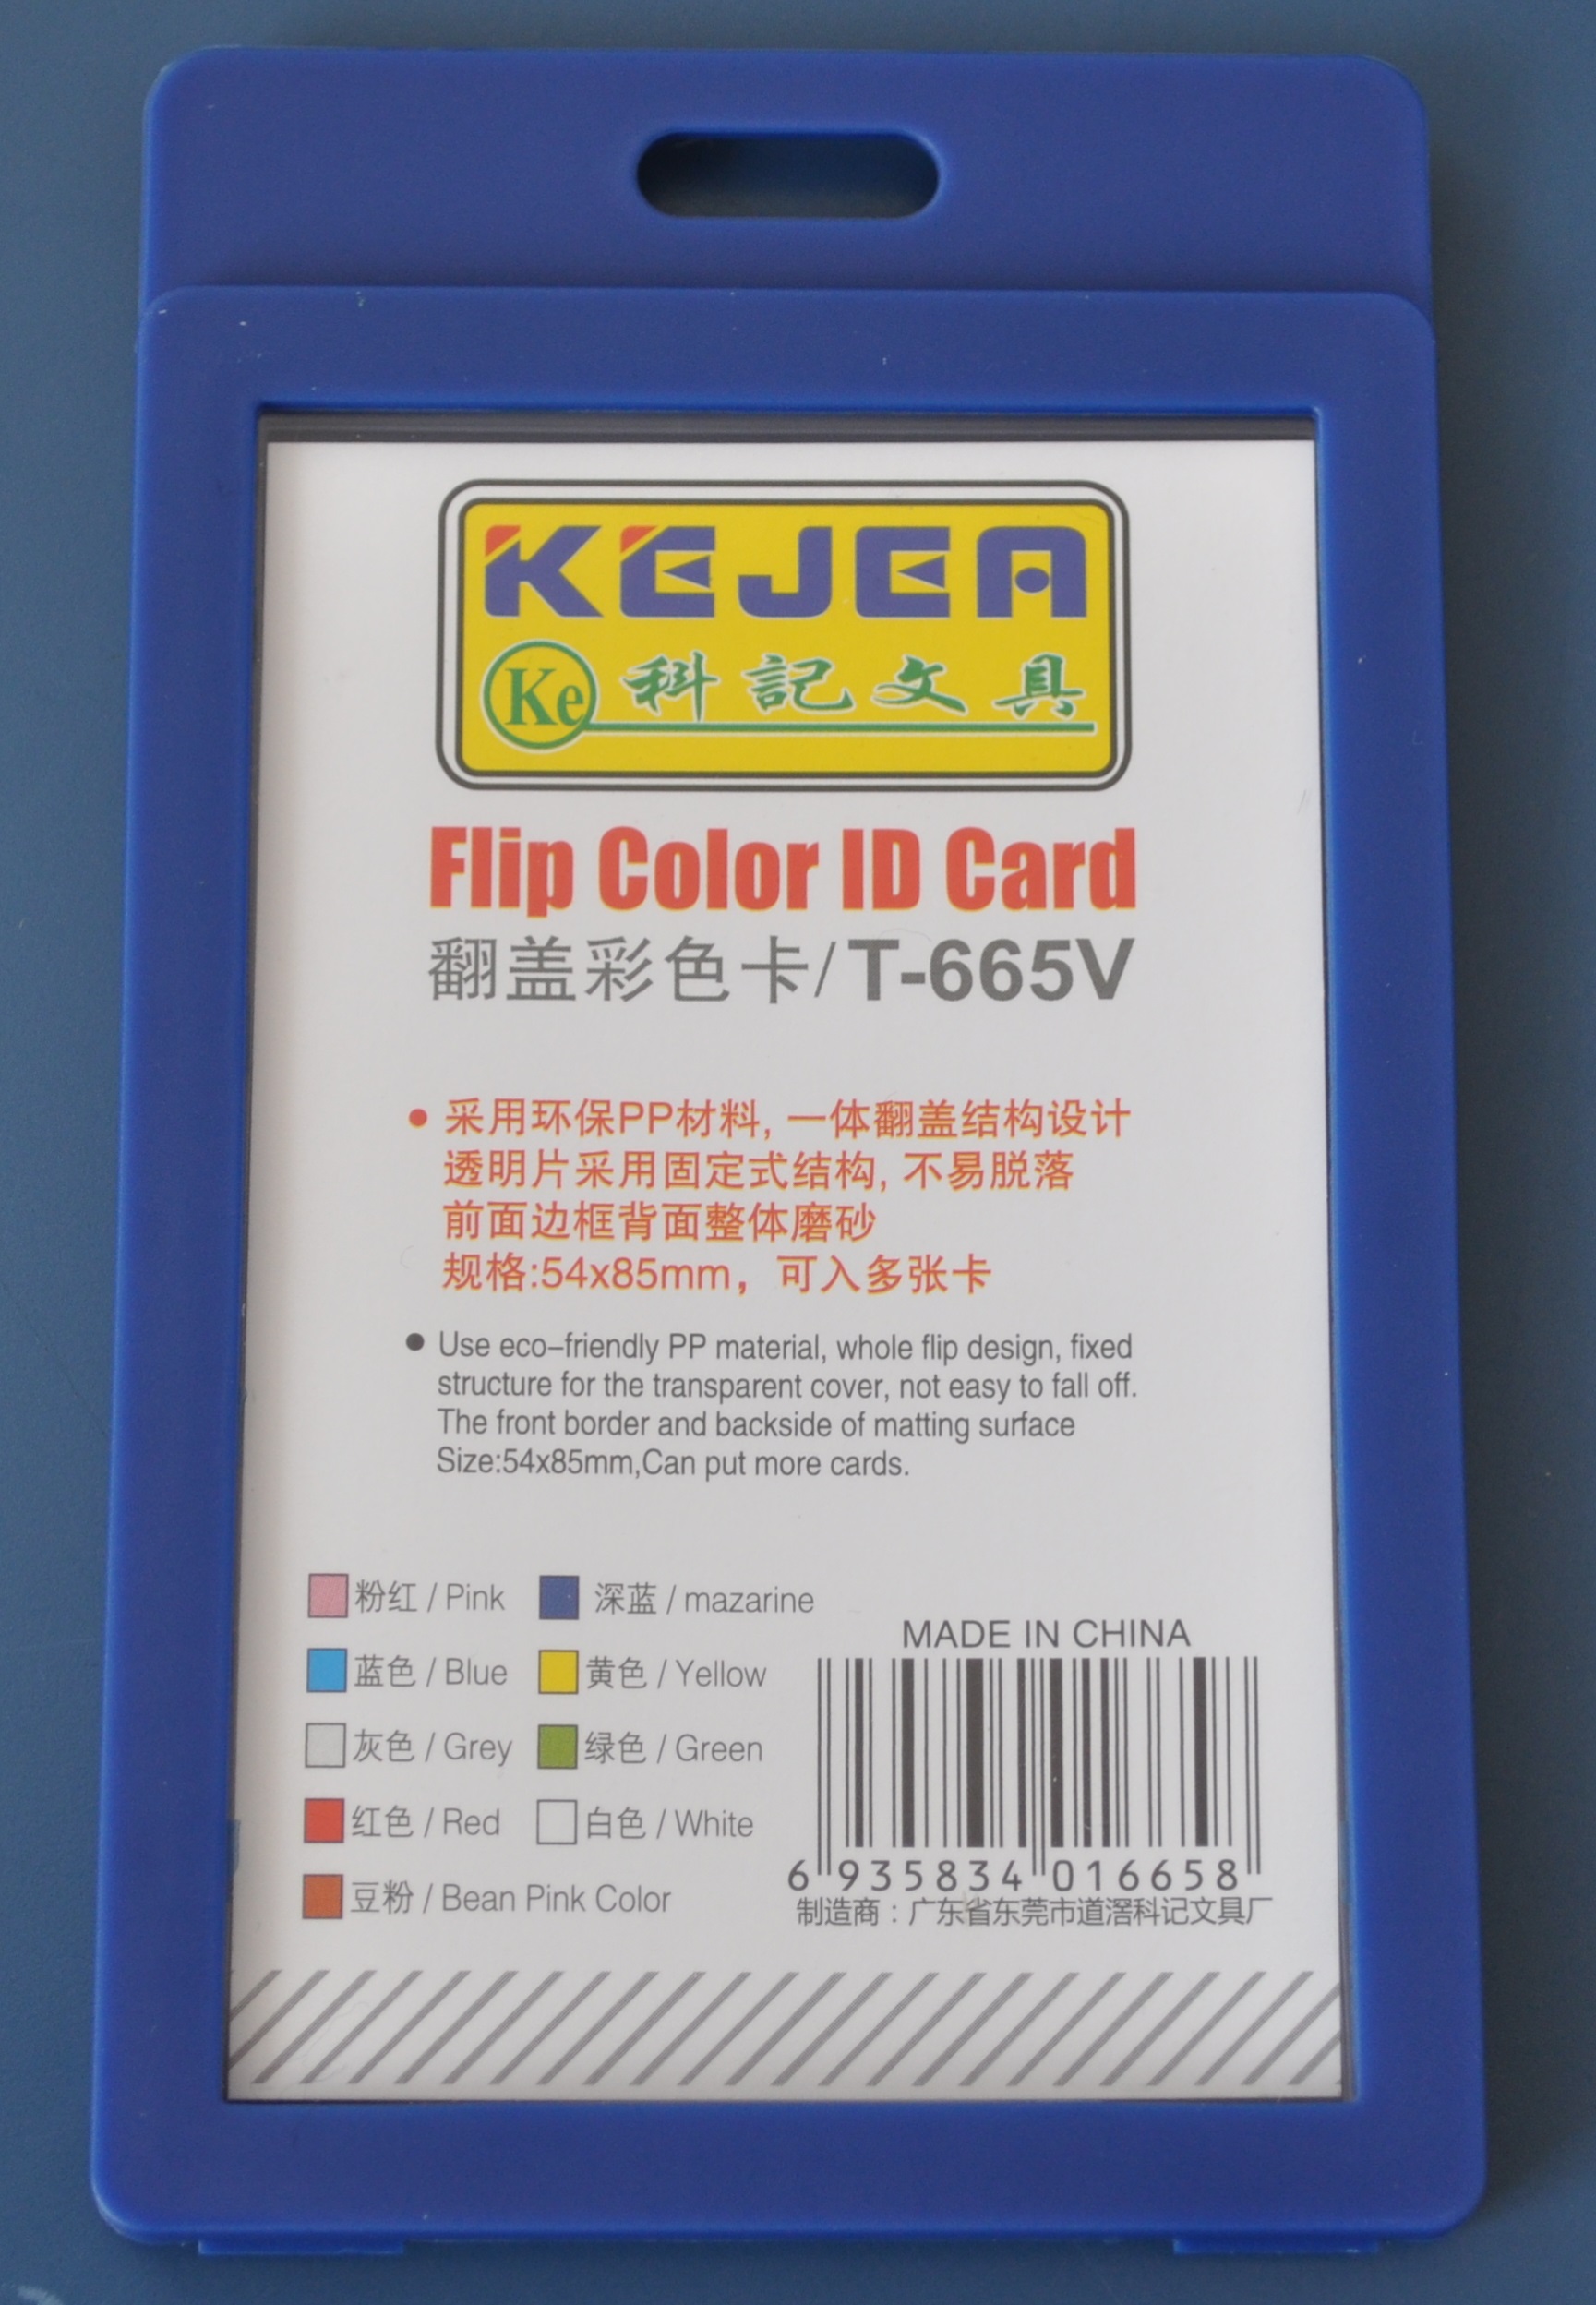 KEJEA
Ke 科記文具
Flip Color ID Card
翻盖彩色卡/T-665V
• 采用环保PP材料, 一体翻盖结构设计
透明片采用固定式结构, 不易脱落
前面边框背面整体磨砂
规格:54x85mm，可入多张卡
• Use eco-friendly PP material, whole flip design, fixed
structure for the transparent cover, not easy to fall off.
The front border and backside of matting surface
Size:54x85mm,Can put more cards.
粉红 / Pink 深蓝 / mazarine
蓝色 / Blue 黄色 / Yellow
灰色 / Grey 绿色 / Green
红色 / Red 白色 / White
豆粉 / Bean Pink Color
MADE IN CHINA
6 935834 016658
制造商：广东省东莞市道滘科记文具厂